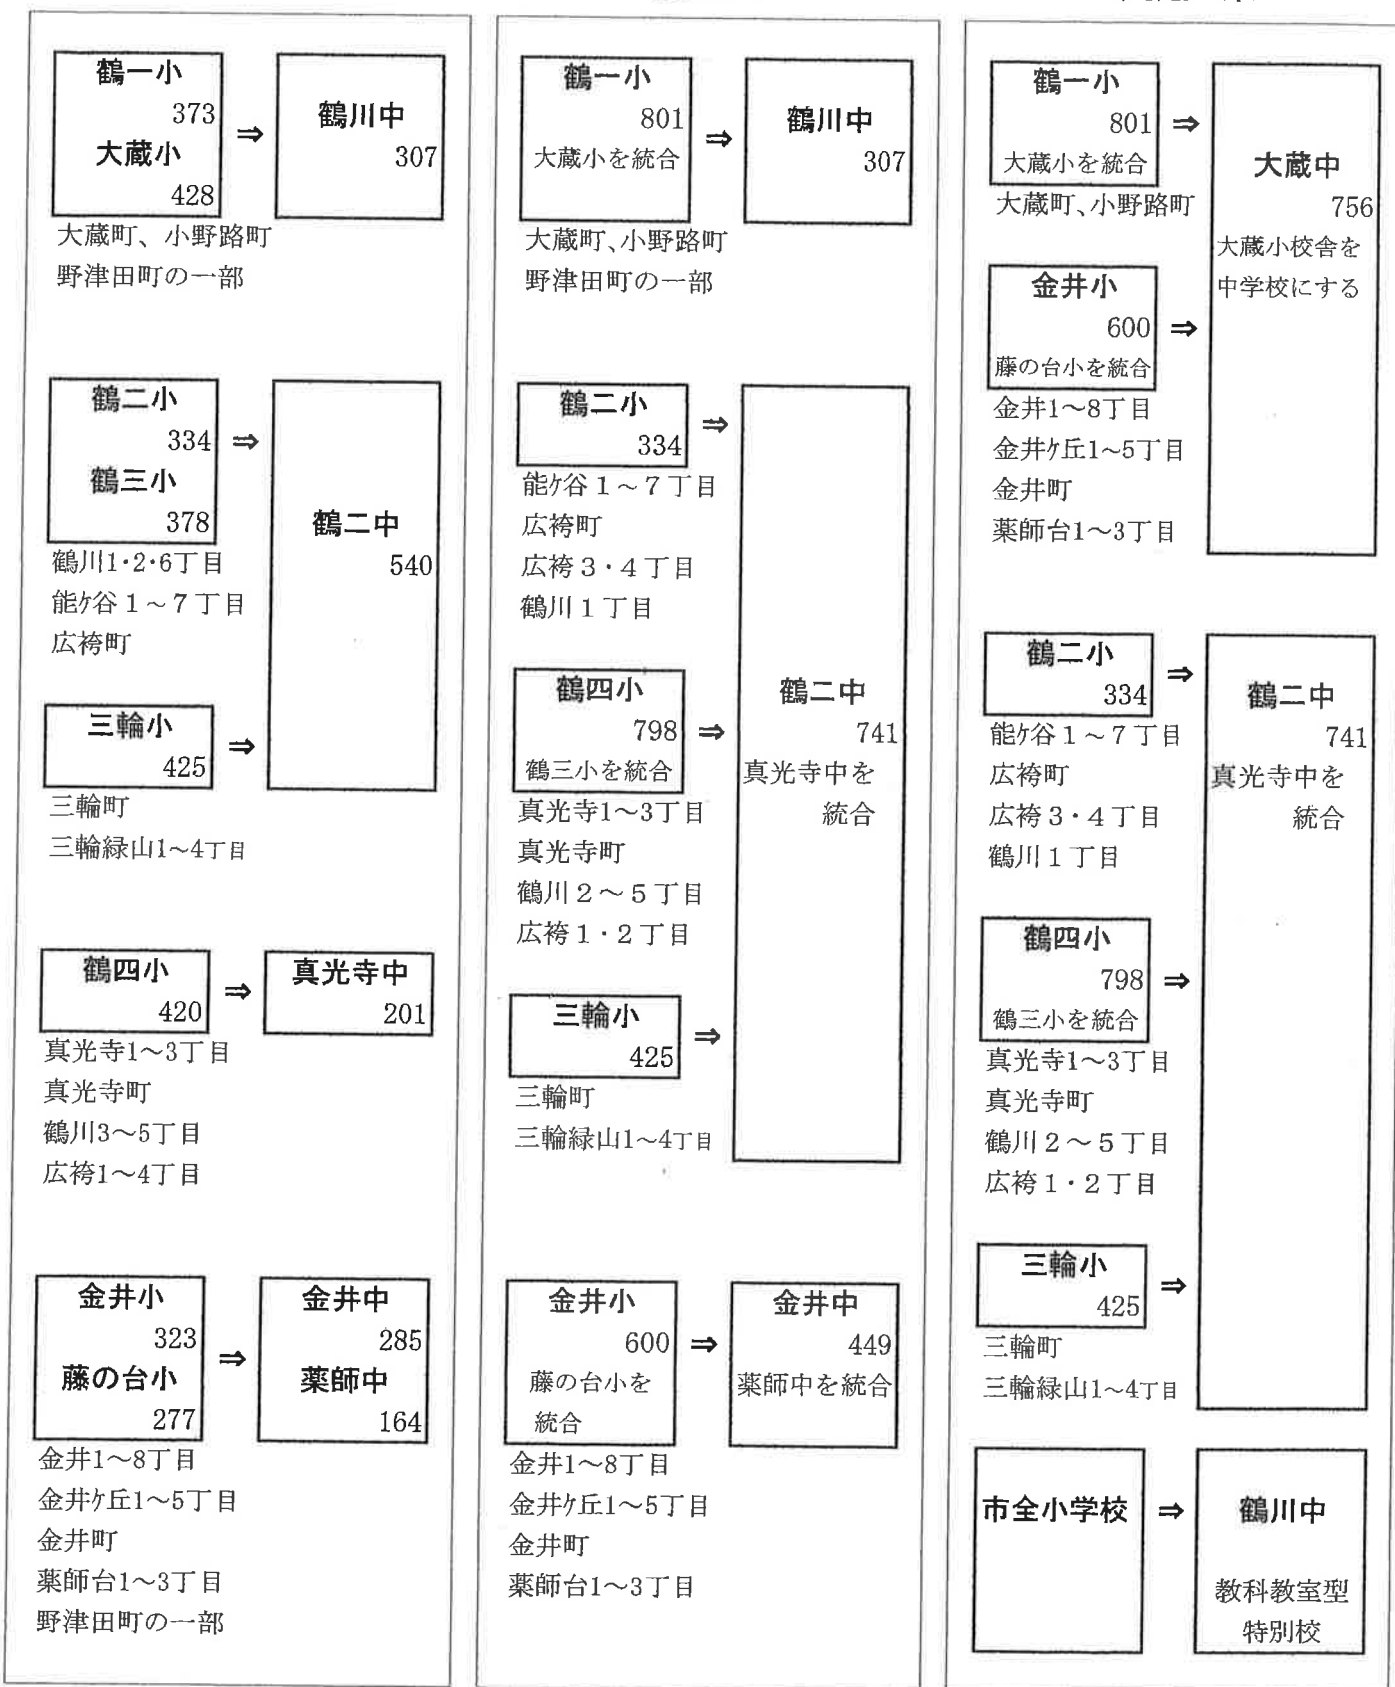 鶴一小
373
大蔵小
428
⇒
鶴川中
307
大蔵町、小野路町
野津田町の一部
鶴二小
334
鶴三小
378
⇒
鶴川1・2・6丁目
能ケ谷1～7丁目
広袴町
三輪小
425
⇒
三輪町
三輪緑山1～4丁目
鶴二中
540
鶴四小
420
⇒
真光寺中
201
真光寺1～3丁目
真光寺町
鶴川3～5丁目
広袴1～4丁目
金井小
323
藤の台小
277
⇒
金井中
285
薬師中
164
金井1～8丁目
金井ケ丘1～5丁目
金井町
薬師台1～3丁目
野津田町の一部
鶴一小
801
大蔵小を統合
⇒
鶴川中
307
大蔵町、小野路町
野津田町の一部
鶴二小
334
⇒
能ケ谷1～7丁目
広袴町
広袴3・4丁目
鶴川1丁目
鶴四小
798
鶴三小を統合
⇒
真光寺1～3丁目
真光寺町
鶴川2～5丁目
広袴1・2丁目
三輪小
425
⇒
三輪町
三輪緑山1～4丁目
鶴二中
741
真光寺中を
統合
金井小
600
藤の台小を
統合
⇒
金井中
449
薬師中を統合
金井1～8丁目
金井ケ丘1～5丁目
金井町
薬師台1～3丁目
鶴一小
801
大蔵小を統合
⇒
大蔵町、小野路町
金井小
600
藤の台小を統合
⇒
金井1～8丁目
金井ケ丘1～5丁目
金井町
薬師台1～3丁目
大蔵中
756
大蔵小校舎を
中学校にする
鶴二小
334
⇒
能ケ谷1～7丁目
広袴町
広袴3・4丁目
鶴川1丁目
鶴四小
798
鶴三小を統合
⇒
真光寺1～3丁目
真光寺町
鶴川2～5丁目
広袴1・2丁目
三輪小
425
⇒
三輪町
三輪緑山1～4丁目
鶴二中
741
真光寺中を
統合
市全小学校
⇒
鶴川中
教科教室型
特別校